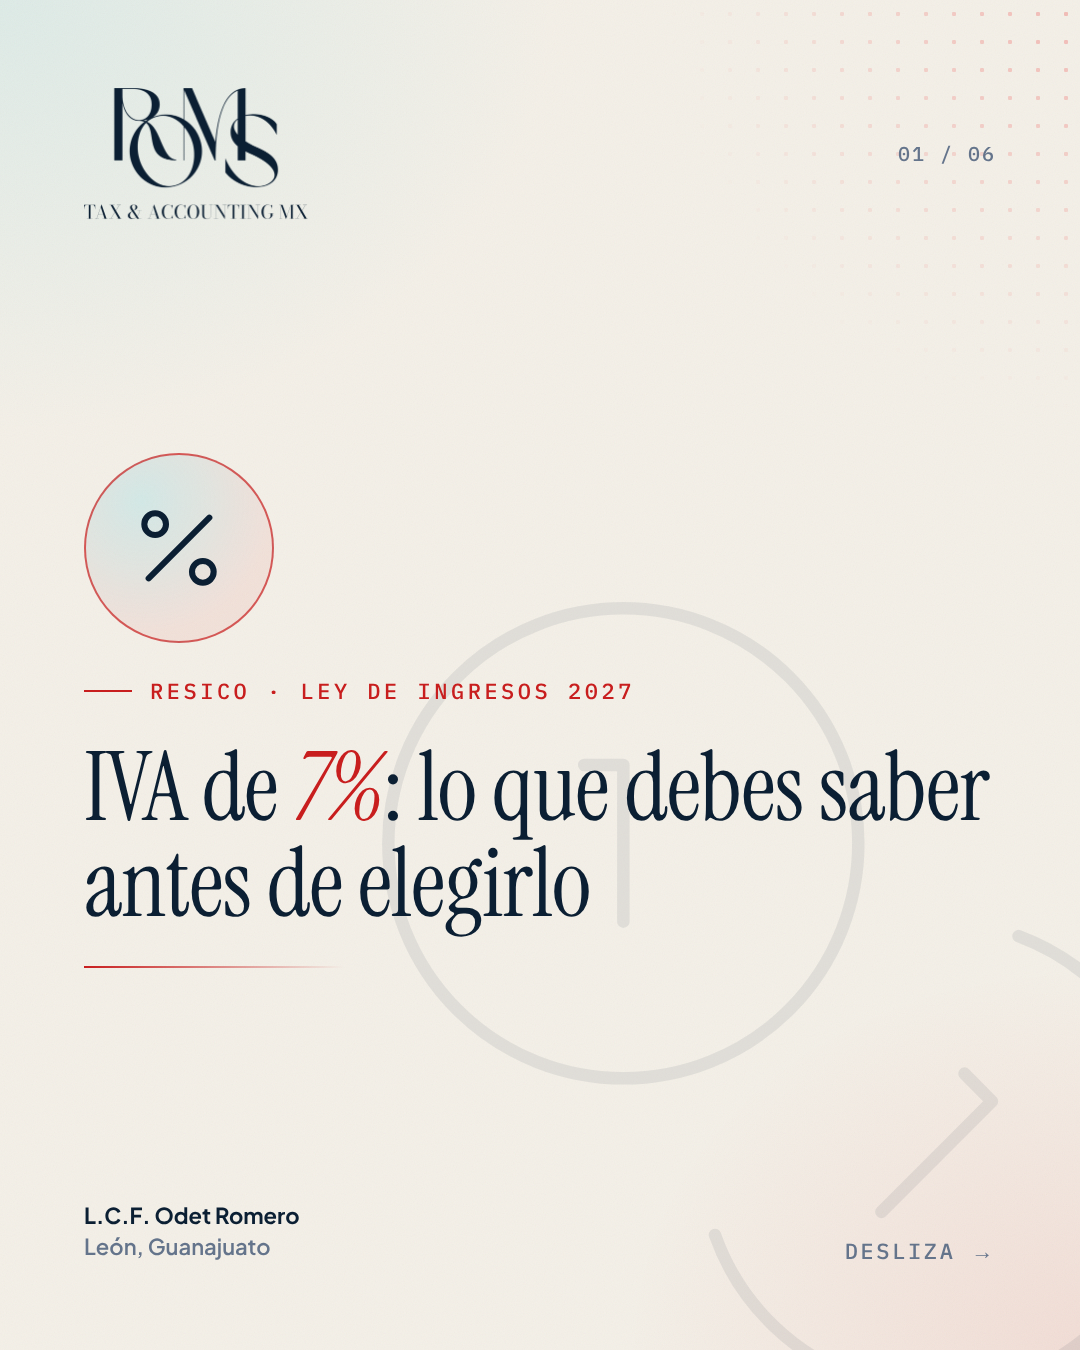 ROMS
TAX & ACCOUNTING MX
01 / 06
%
RESICO · LEY DE INGRESOS 2027
IVA de 7%: lo que debes saber
antes de elegirlo
L.C.F. Odet Romero
León, Guanajuato
DESLIZA →